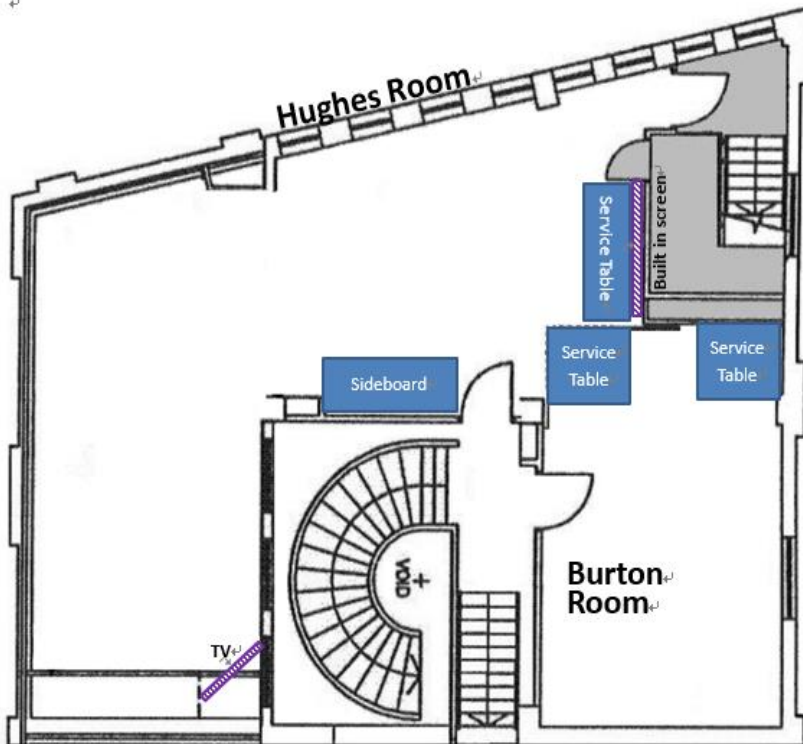 Hughes Room
Service Table
Built in screen
Service
Table
Service
Table
Sideboard
VOID
Burton
Room
TV